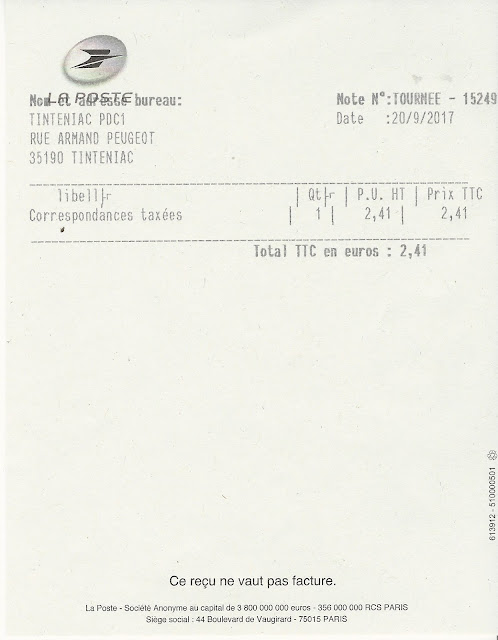 LA POSTE
Nom et adresse bureau:
TINTENIAC PDC1
RUE ARMAND PEUGEOT
35190 TINTENIAC
Note N°:TOURNEE - 15249
Date :20/9/2017
libell├r | Qt├r | P.U. HT | Prix TTC
Correspondances taxées | 1 | 2,41 | 2,41
Total TTC en euros : 2,41
613912 - 510000501
Ce reçu ne vaut pas facture.
La Poste - Société Anonyme au capital de 3 800 000 000 euros - 356 000 000 RCS PARIS
Siège social : 44 Boulevard de Vaugirard - 75015 PARIS